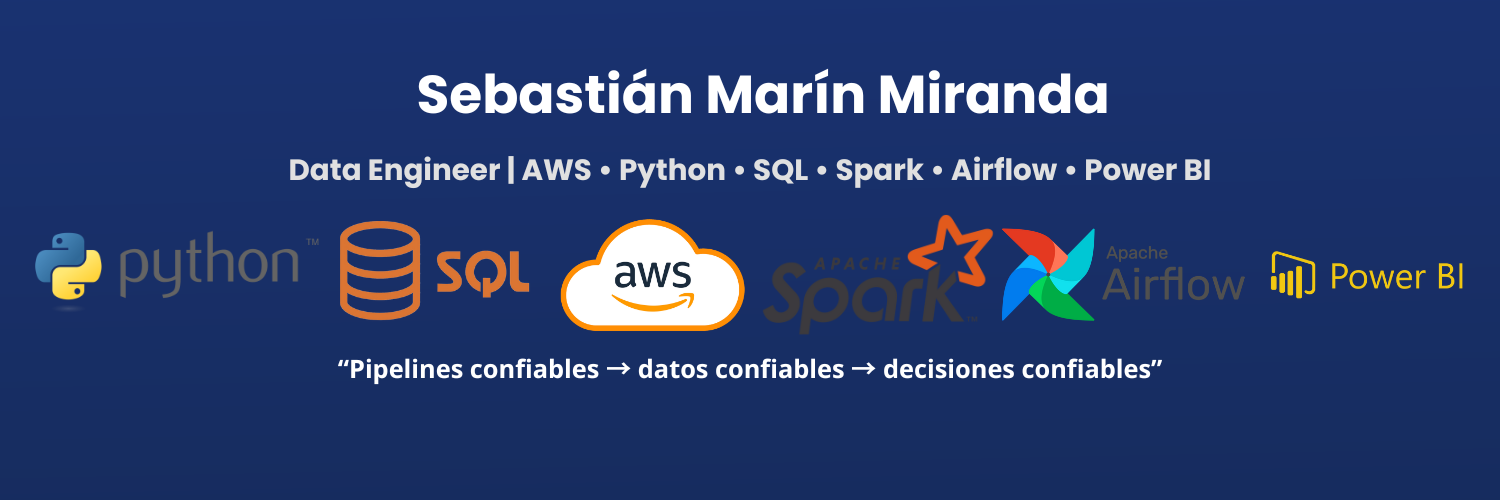 Sebastián Marín Miranda
Data Engineer | AWS • Python • SQL • Spark • Airflow • Power BI
python™
SQL
aws
APACHE
Spark™
Apache
Airflow
Power BI
“Pipelines confiables → datos confiables → decisiones confiables”